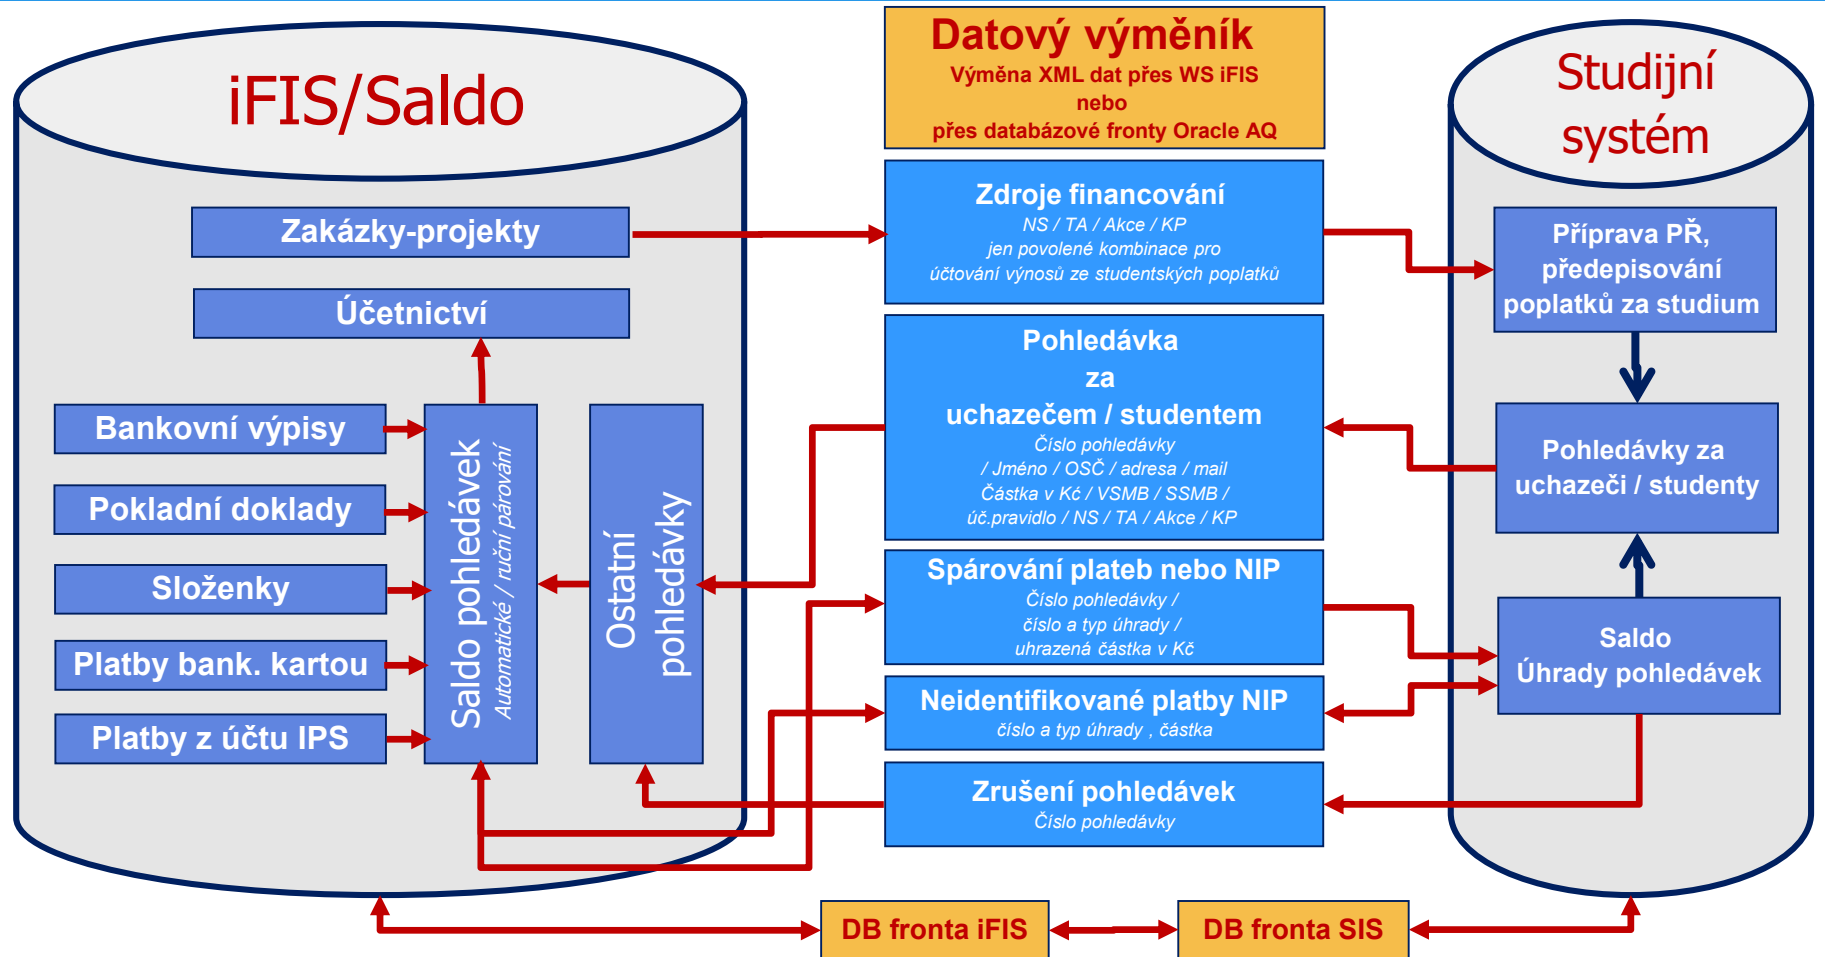 iFIS/Saldo
Zakázky-projekty
Účetnictví
Bankovní výpisy
Pokladní doklady
Složenky
Platby bank. kartou
Platby z účtu IPS
Saldo pohledávek
Automatické / ruční párování
Ostatní
pohledávky
Datový výměník
Výměna XML dat přes WS iFIS
nebo
přes databázové fronty Oracle AQ
Zdroje financování
NS / TA / Akce / KP
jen povolené kombinace pro
účtování výnosů ze studentských poplatků
Pohledávka
za
uchazečem / studentem
Číslo pohledávky
/ Jméno / OSČ / adresa / mail
Částka v Kč / VSMB / SSMB /
úč.pravidlo / NS / TA / Akce / KP
Spárování plateb nebo NIP
Číslo pohledávky /
číslo a typ úhrady /
uhrazená částka v Kč
Neidentifikované platby NIP
číslo a typ úhrady , částka
Zrušení pohledávek
Číslo pohledávky
Studijní
systém
Příprava PŘ,
předepisování
poplatků za studium
Pohledávky za
uchazeči / studenty
Saldo
Úhrady pohledávek
DB fronta iFIS
DB fronta SIS